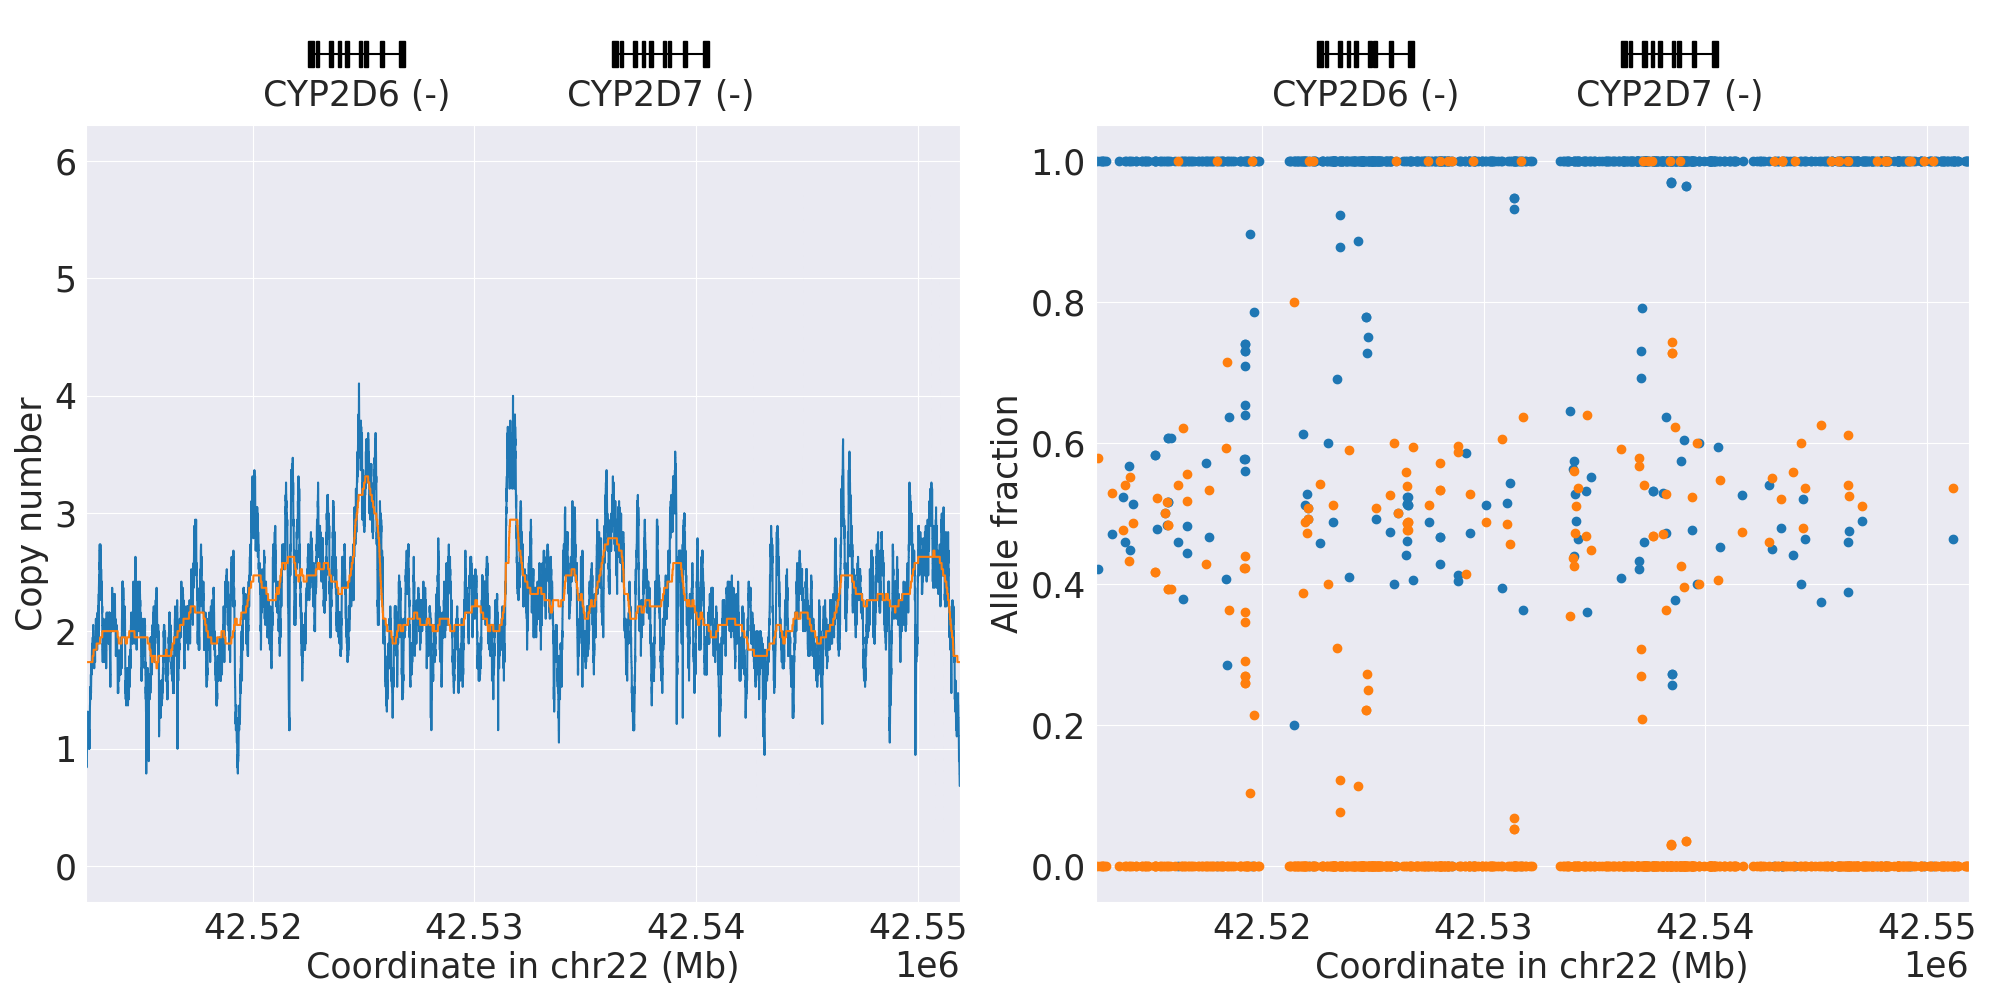 CYP2D6 (-) CYP2D7 (-)
6
5
4
3
2
1
0
Copy number
42.52 42.53 42.54 42.55
Coordinate in chr22 (Mb) 1e6
CYP2D6 (-) CYP2D7 (-)
1.0
0.8
0.6
0.4
0.2
0.0
Allele fraction
42.52 42.53 42.54 42.55
Coordinate in chr22 (Mb) 1e6